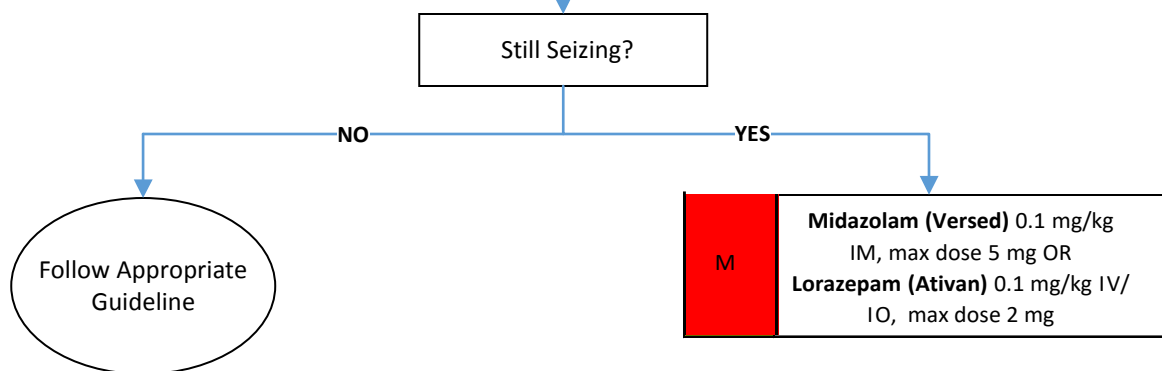 Still Seizing?
NO
YES
Follow Appropriate
Guideline
M
Midazolam (Versed) 0.1 mg/kg
IM, max dose 5 mg OR
Lorazepam (Ativan) 0.1 mg/kg IV/
IO, max dose 2 mg